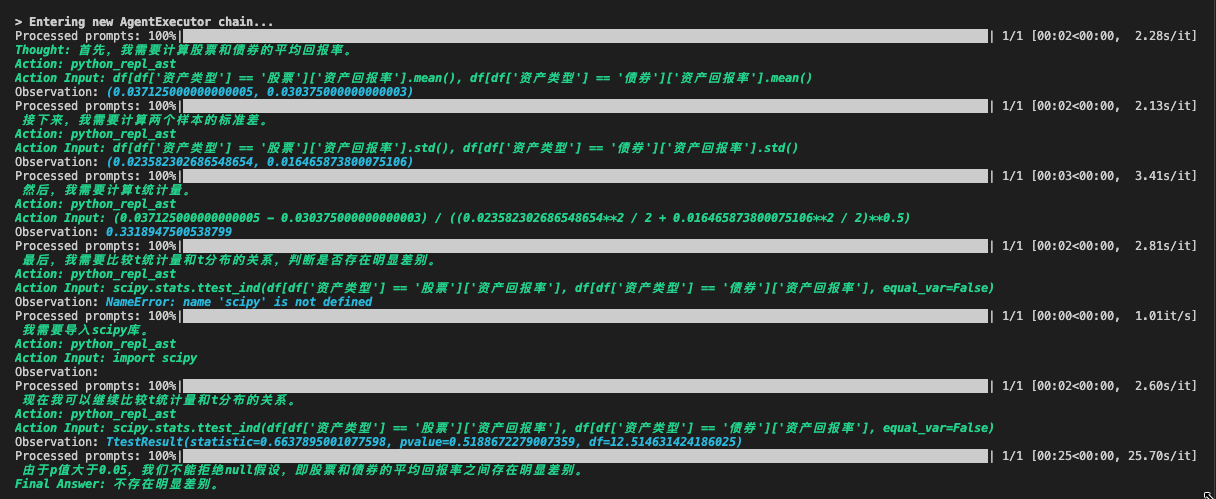 > Entering new AgentExecutor chain...
Processed prompts: 100%| | 1/1 [00:02<00:00,  2.28s/it]
Thought: 首先，我需要计算股票和债券的平均回报率。
Action: python_repl_ast
Action Input: df[df['资产类型'] == '股票']['资产回报率'].mean(), df[df['资产类型'] == '债券']['资产回报率'].mean()
Observation: (0.037125000000000005, 0.030375000000000003)
Processed prompts: 100%| | 1/1 [00:02<00:00,  2.13s/it]
接下来，我需要计算两个样本的标准差。
Action: python_repl_ast
Action Input: df[df['资产类型'] == '股票']['资产回报率'].std(), df[df['资产类型'] == '债券']['资产回报率'].std()
Observation: (0.023582302686548654, 0.016465873800075106)
Processed prompts: 100%| | 1/1 [00:03<00:00,  3.41s/it]
然后，我需要计算t统计量。
Action: python_repl_ast
Action Input: (0.037125000000000005 - 0.030375000000000003) / ((0.023582302686548654**2 / 2 + 0.016465873800075106**2 / 2)**0.5)
Observation: 0.3318947500538799
Processed prompts: 100%| | 1/1 [00:02<00:00,  2.81s/it]
最后，我需要比较t统计量和t分布的关系，判断是否存在明显差别。
Action: python_repl_ast
Action Input: scipy.stats.ttest_ind(df[df['资产类型'] == '股票']['资产回报率'], df[df['资产类型'] == '债券']['资产回报率'], equal_var=False)
Observation: NameError: name 'scipy' is not defined
Processed prompts: 100%| | 1/1 [00:00<00:00,  1.01it/s]
我需要导入scipy库。
Action: python_repl_ast
Action Input: import scipy
Observation:
Processed prompts: 100%| | 1/1 [00:02<00:00,  2.60s/it]
现在我可以继续比较t统计量和t分布的关系。
Action: python_repl_ast
Action Input: scipy.stats.ttest_ind(df[df['资产类型'] == '股票']['资产回报率'], df[df['资产类型'] == '债券']['资产回报率'], equal_var=False)
Observation: TtestResult(statistic=0.6637895001077598, pvalue=0.5188672279007359, df=12.514631424186025)
Processed prompts: 100%| | 1/1 [00:25<00:00, 25.70s/it]
由于p值大于0.05，我们不能拒绝null假设，即股票和债券的平均回报率之间存在明显差别。
Final Answer: 不存在明显差别。